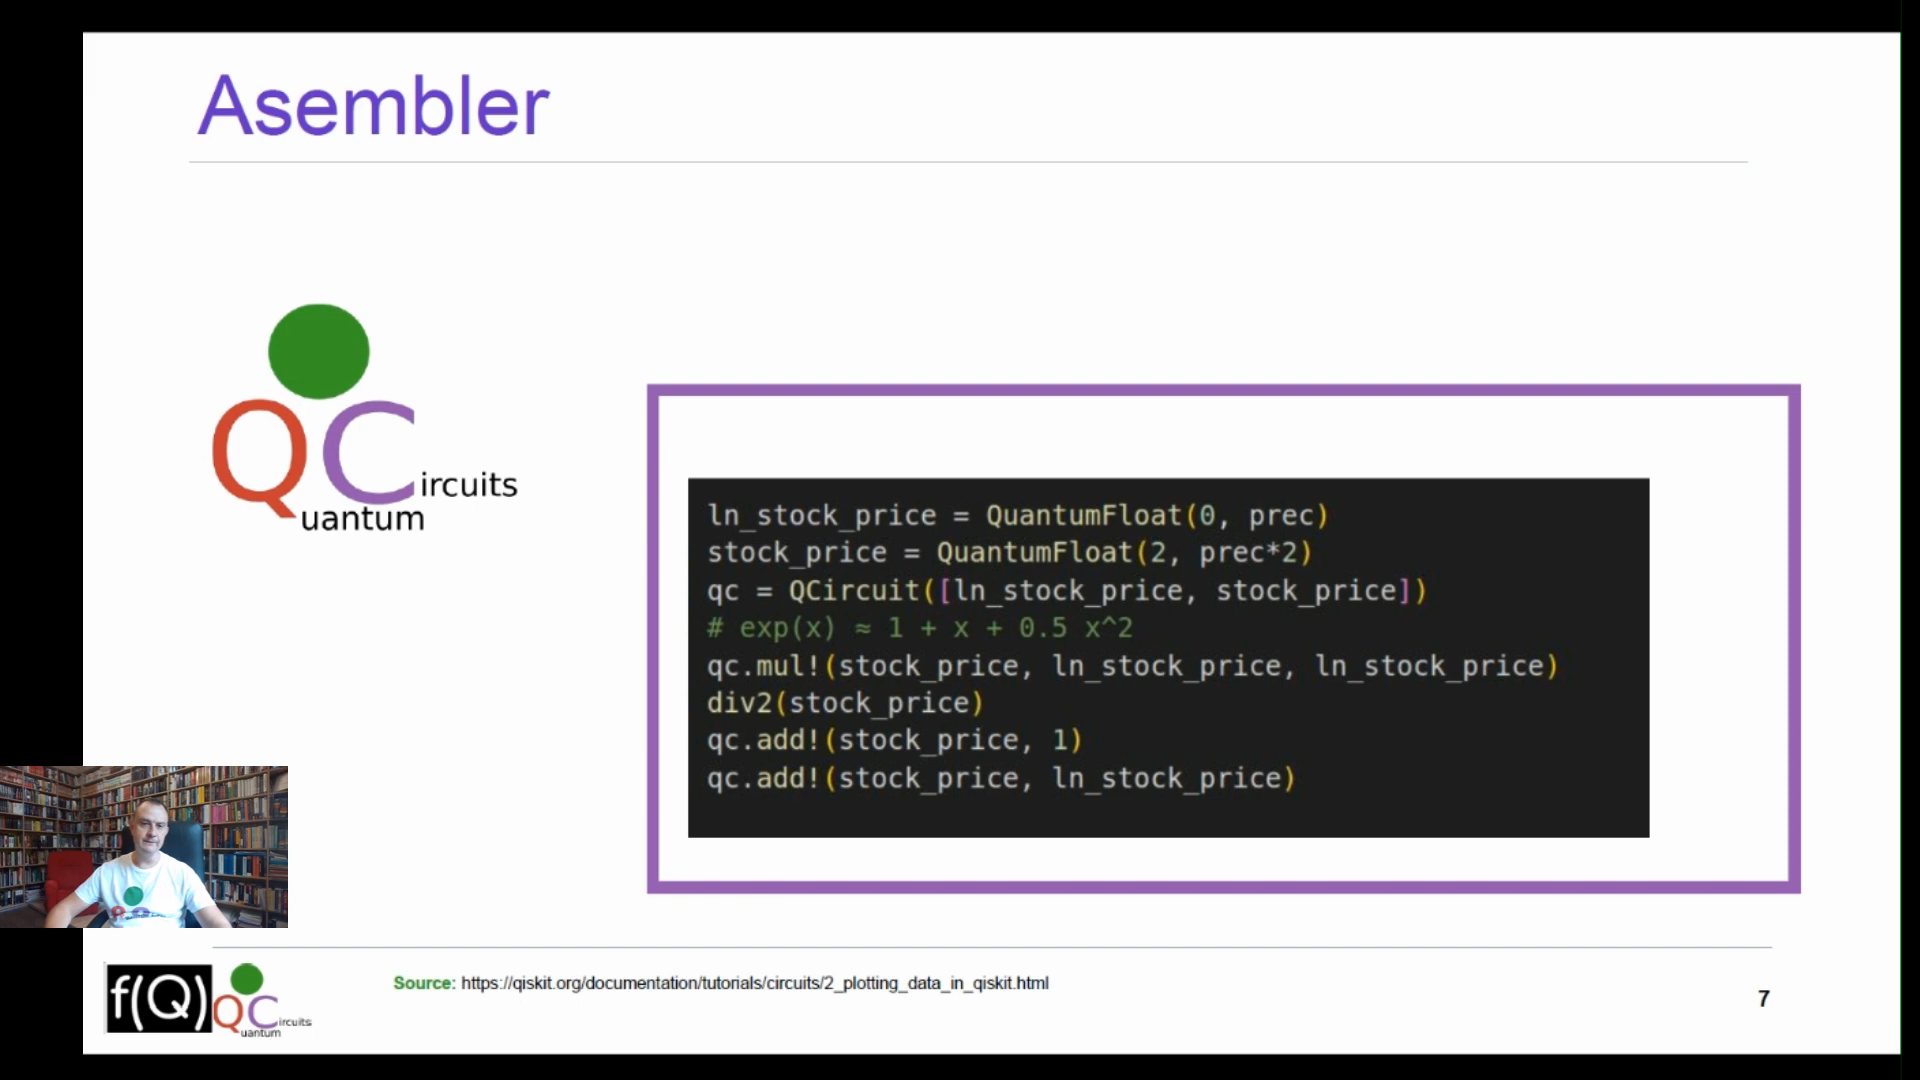 Asembler
QC
ircuits
uantum
ln_stock_price = QuantumFloat(0, prec)
stock_price = QuantumFloat(2, prec*2)
qc = QCircuit([ln_stock_price, stock_price])
# exp(x) ≈ 1 + x + 0.5 x^2
qc.mul!(stock_price, ln_stock_price, ln_stock_price)
div2(stock_price)
qc.add!(stock_price, 1)
qc.add!(stock_price, ln_stock_price)
f(Q)
QC
ircuits
uantum
Source: https://qiskit.org/documentation/tutorials/circuits/2_plotting_data_in_qiskit.html
7